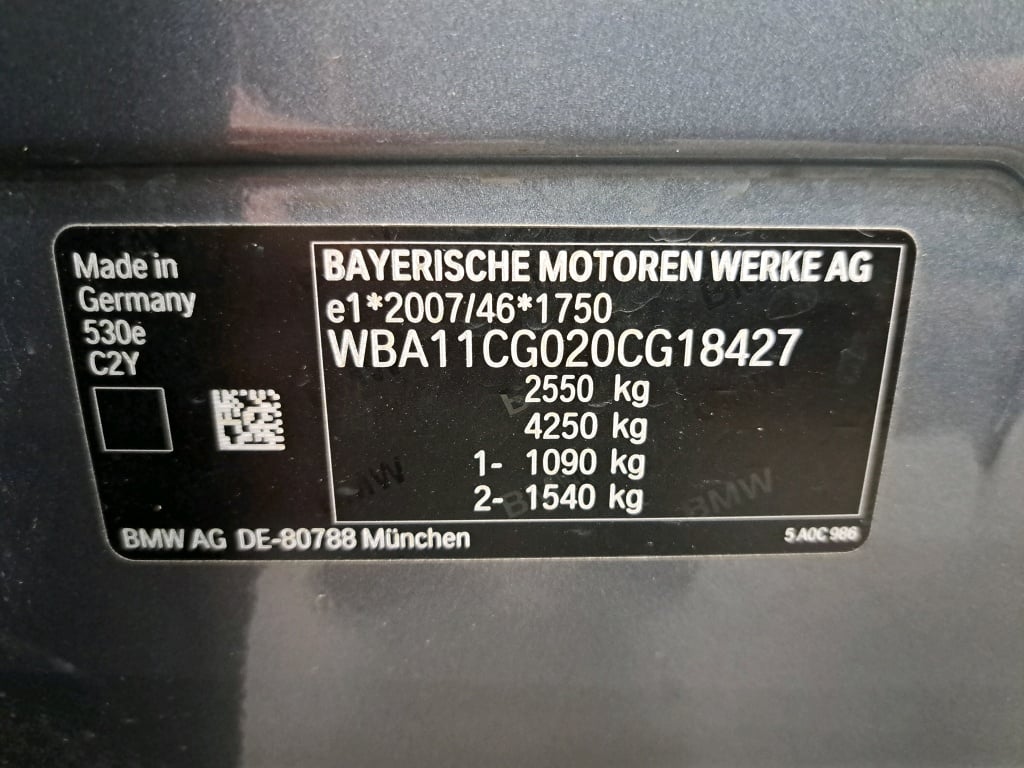 Made in
Germany
530e
C2Y
BAYERISCHE MOTOREN WERKE AG
e1*2007/46*1750
WBA11CG020CG18427
2550 kg
4250 kg
1- 1090 kg
2- 1540 kg
BMW AG DE-80788 München
5 A0C 986